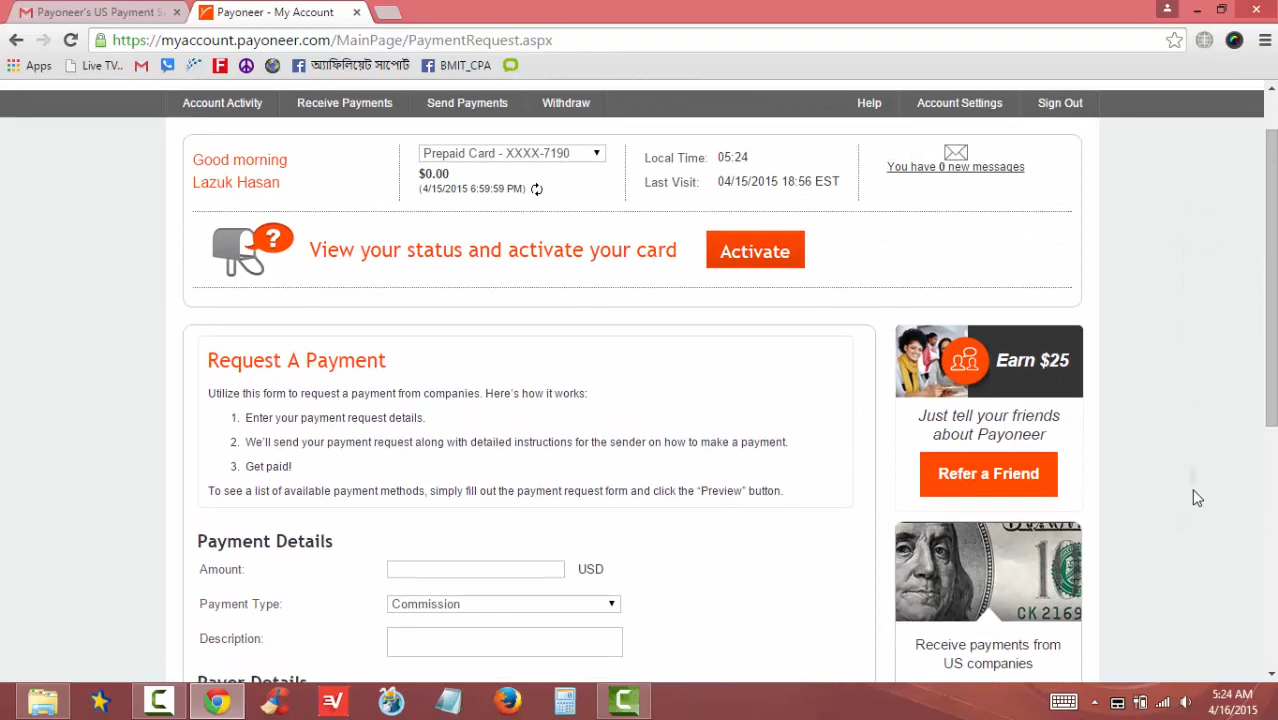 Payoneer's US Payment S
Payoneer - My Account
https://myaccount.payoneer.com/MainPage/PaymentRequest.aspx
Apps
Live TV..
অ্যাফিলিয়েট সাপোর্ট
BMIT_CPA
Account Activity
Receive Payments
Send Payments
Withdraw
Help
Account Settings
Sign Out
Good morning
Lazuk Hasan
Prepaid Card - XXXX-7190
$0.00
(4/15/2015 6:59:59 PM)
Local Time: 05:24
Last Visit: 04/15/2015 18:56 EST
You have 0 new messages
View your status and activate your card
Activate
Request A Payment
Utilize this form to request a payment from companies. Here's how it works:
1. Enter your payment request details.
2. We'll send your payment request along with detailed instructions for the sender on how to make a payment.
3. Get paid!
To see a list of available payment methods, simply fill out the payment request form and click the “Preview” button.
Payment Details
Amount: USD
Payment Type: Commission
Description:
Payer Details
Earn $25
Just tell your friends
about Payoneer
Refer a Friend
CK 2169
Receive payments from
US companies
5:24 AM
4/16/2015